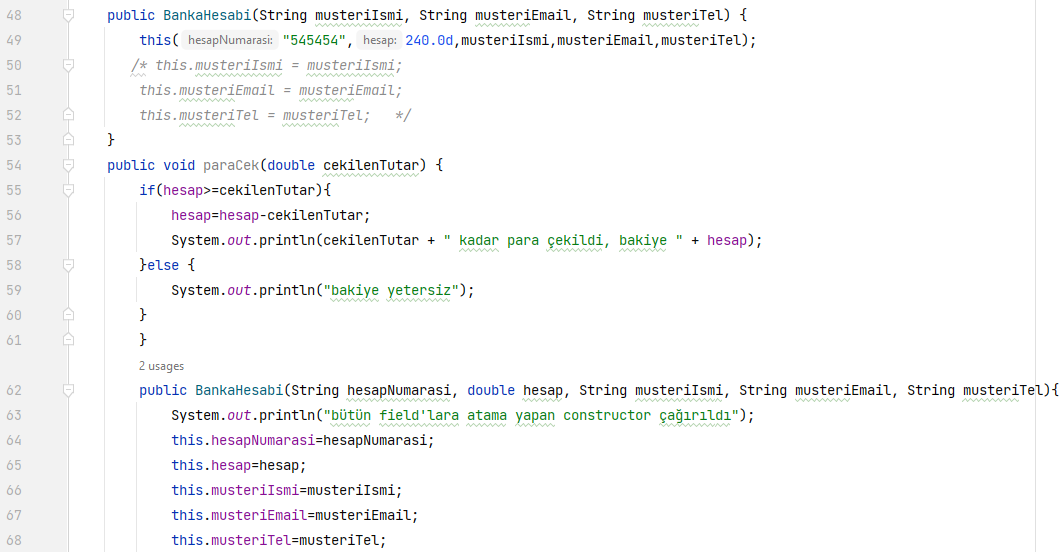 48 public BankaHesabi(String musteriIsmi, String musteriEmail, String musteriTel) {
49 this( hesapNumarasi: "545454", hesap: 240.0d,musteriIsmi,musteriEmail,musteriTel);
50 /* this.musteriIsmi = musteriIsmi;
51 this.musteriEmail = musteriEmail;
52 this.musteriTel = musteriTel; */
53 }
54 public void paraCek(double cekilenTutar) {
55 if(hesap>=cekilenTutar){
56 hesap=hesap-cekilenTutar;
57 System.out.println(cekilenTutar + " kadar para çekildi, bakiye " + hesap);
58 }else {
59 System.out.println("bakiye yetersiz");
60 }
61 }
2 usages
62 public BankaHesabi(String hesapNumarasi, double hesap, String musteriIsmi, String musteriEmail, String musteriTel){
63 System.out.println("bütün field'lara atama yapan constructor çağırıldı");
64 this.hesapNumarasi=hesapNumarasi;
65 this.hesap=hesap;
66 this.musteriIsmi=musteriIsmi;
67 this.musteriEmail=musteriEmail;
68 this.musteriTel=musteriTel;